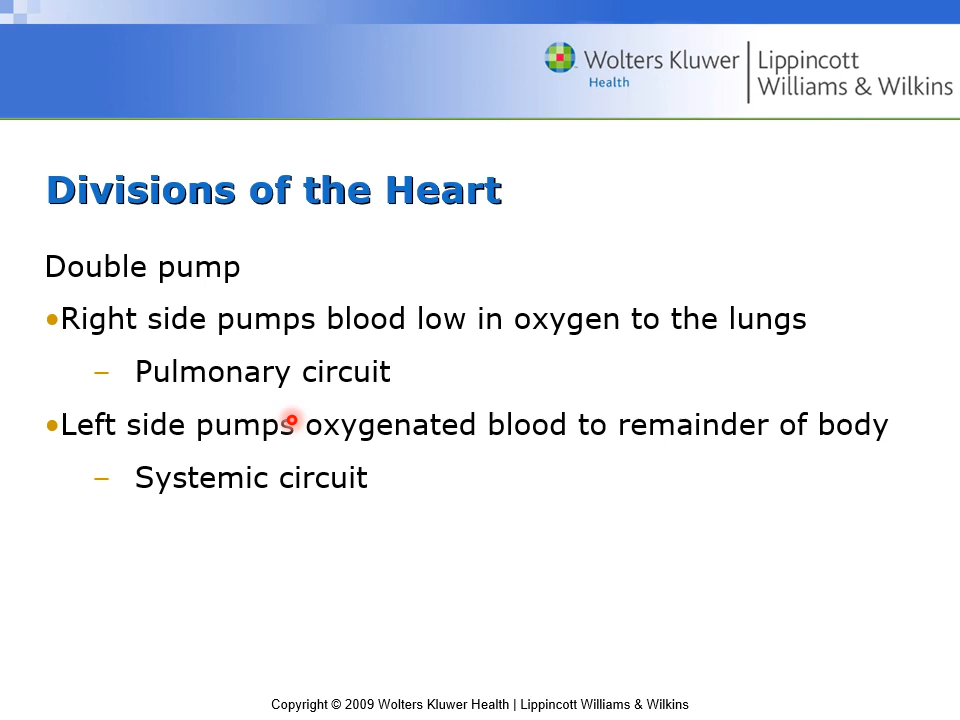 Wolters Kluwer
Health
Lippincott
Williams & Wilkins
Divisions of the Heart
Double pump
•Right side pumps blood low in oxygen to the lungs
– Pulmonary circuit
•Left side pumps oxygenated blood to remainder of body
– Systemic circuit
Copyright © 2009 Wolters Kluwer Health | Lippincott Williams & Wilkins